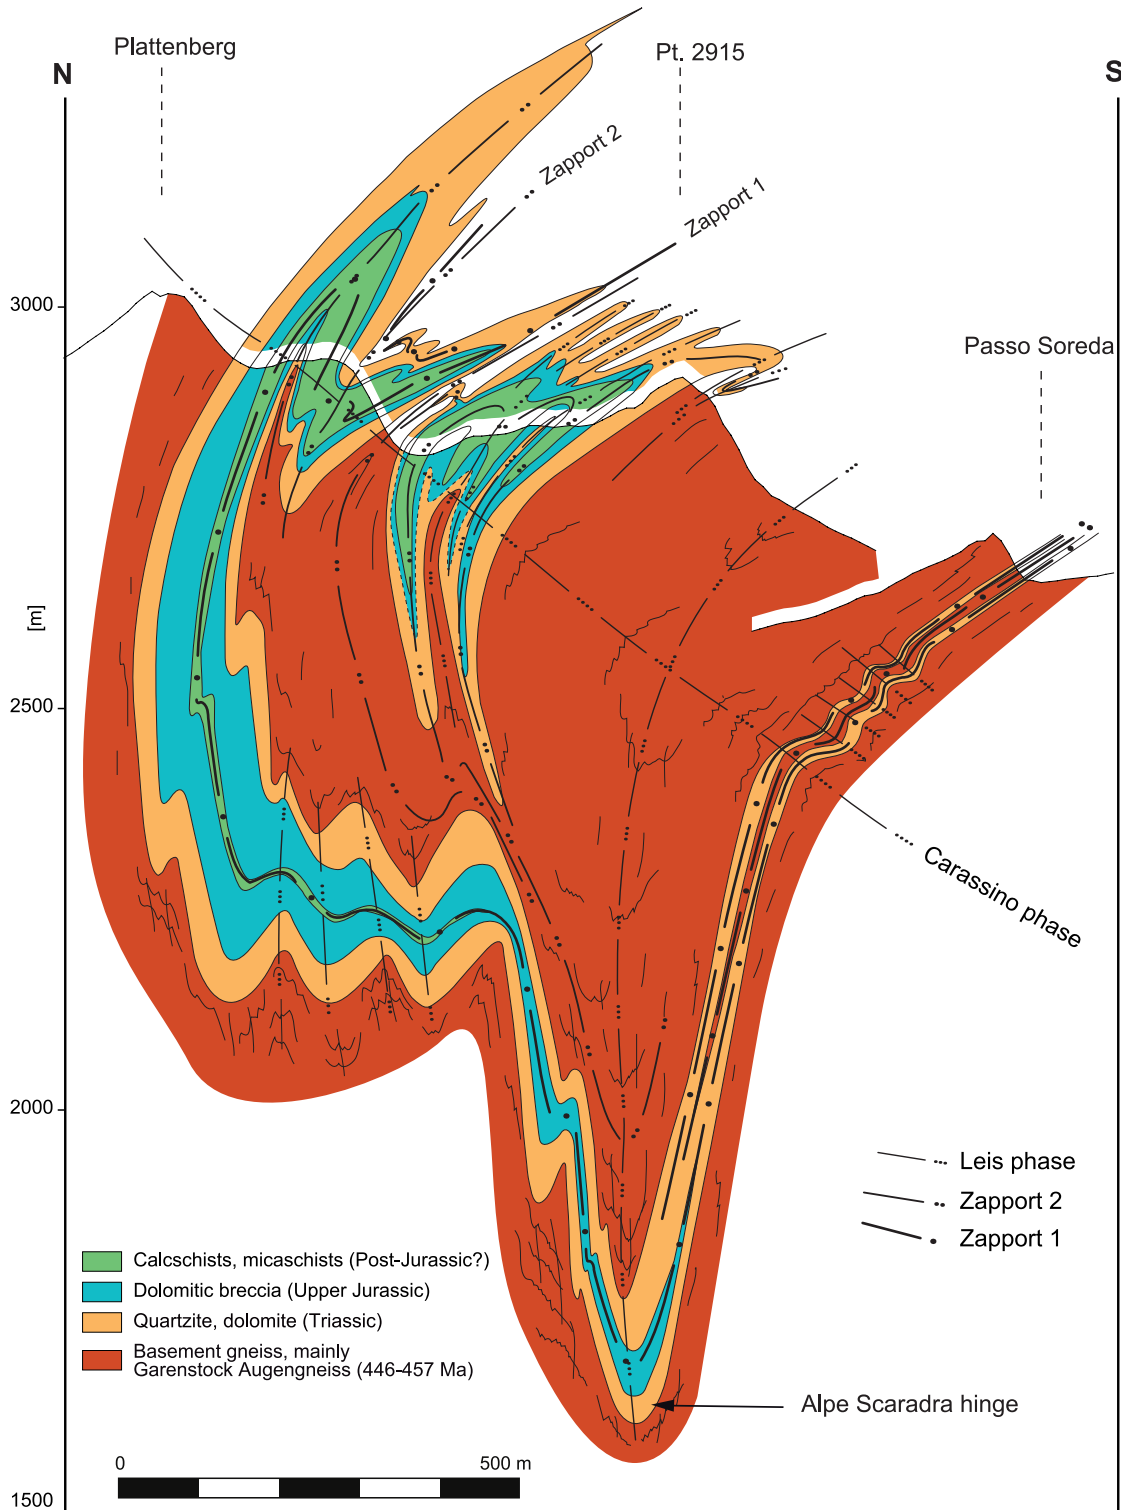 Plattenberg
Pt. 2915
N
S
Zapport 2
Zapport 1
3000
Passo Soreda
[m]
2500
Carassino phase
2000
Leis phase
Zapport 2
Zapport 1
Calcschists, micaschists (Post-Jurassic?)
Dolomitic breccia (Upper Jurassic)
Quartzite, dolomite (Triassic)
Basement gneiss, mainly
Garenstock Augengneiss (446-457 Ma)
Alpe Scaradra hinge
0
500 m
1500